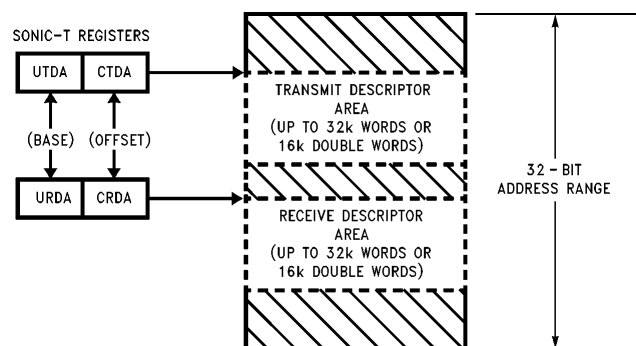 SONIC-T REGISTERS
UTDA CTDA
(BASE) (OFFSET)
URDA CRDA
TRANSMIT DESCRIPTOR
AREA
(UP TO 32k WORDS OR
16k DOUBLE WORDS)
RECEIVE DESCRIPTOR
AREA
(UP TO 32k WORDS OR
16k DOUBLE WORDS)
32-BIT
ADDRESS RANGE